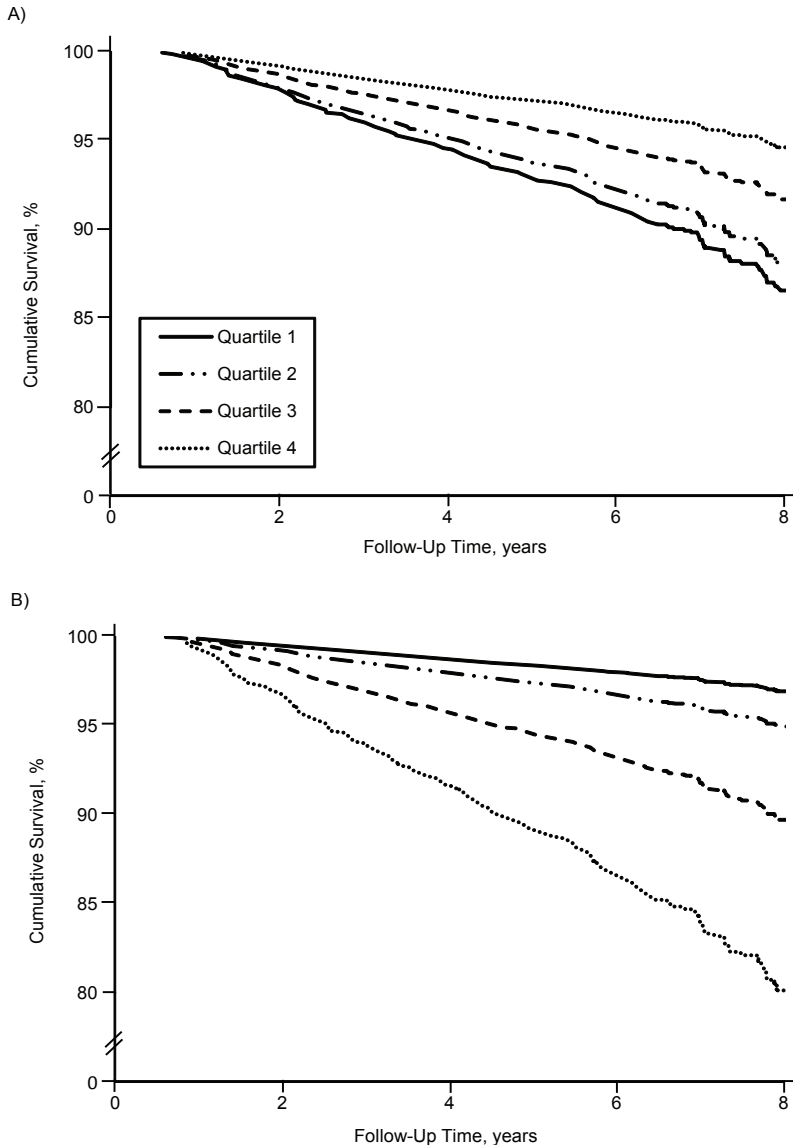 A)
100
95
90
85
80
0
Cumulative Survival, %
Quartile 1
Quartile 2
Quartile 3
Quartile 4
0 2 4 6 8
Follow-Up Time, years
B)
100
95
90
85
80
0
Cumulative Survival, %
0 2 4 6 8
Follow-Up Time, years